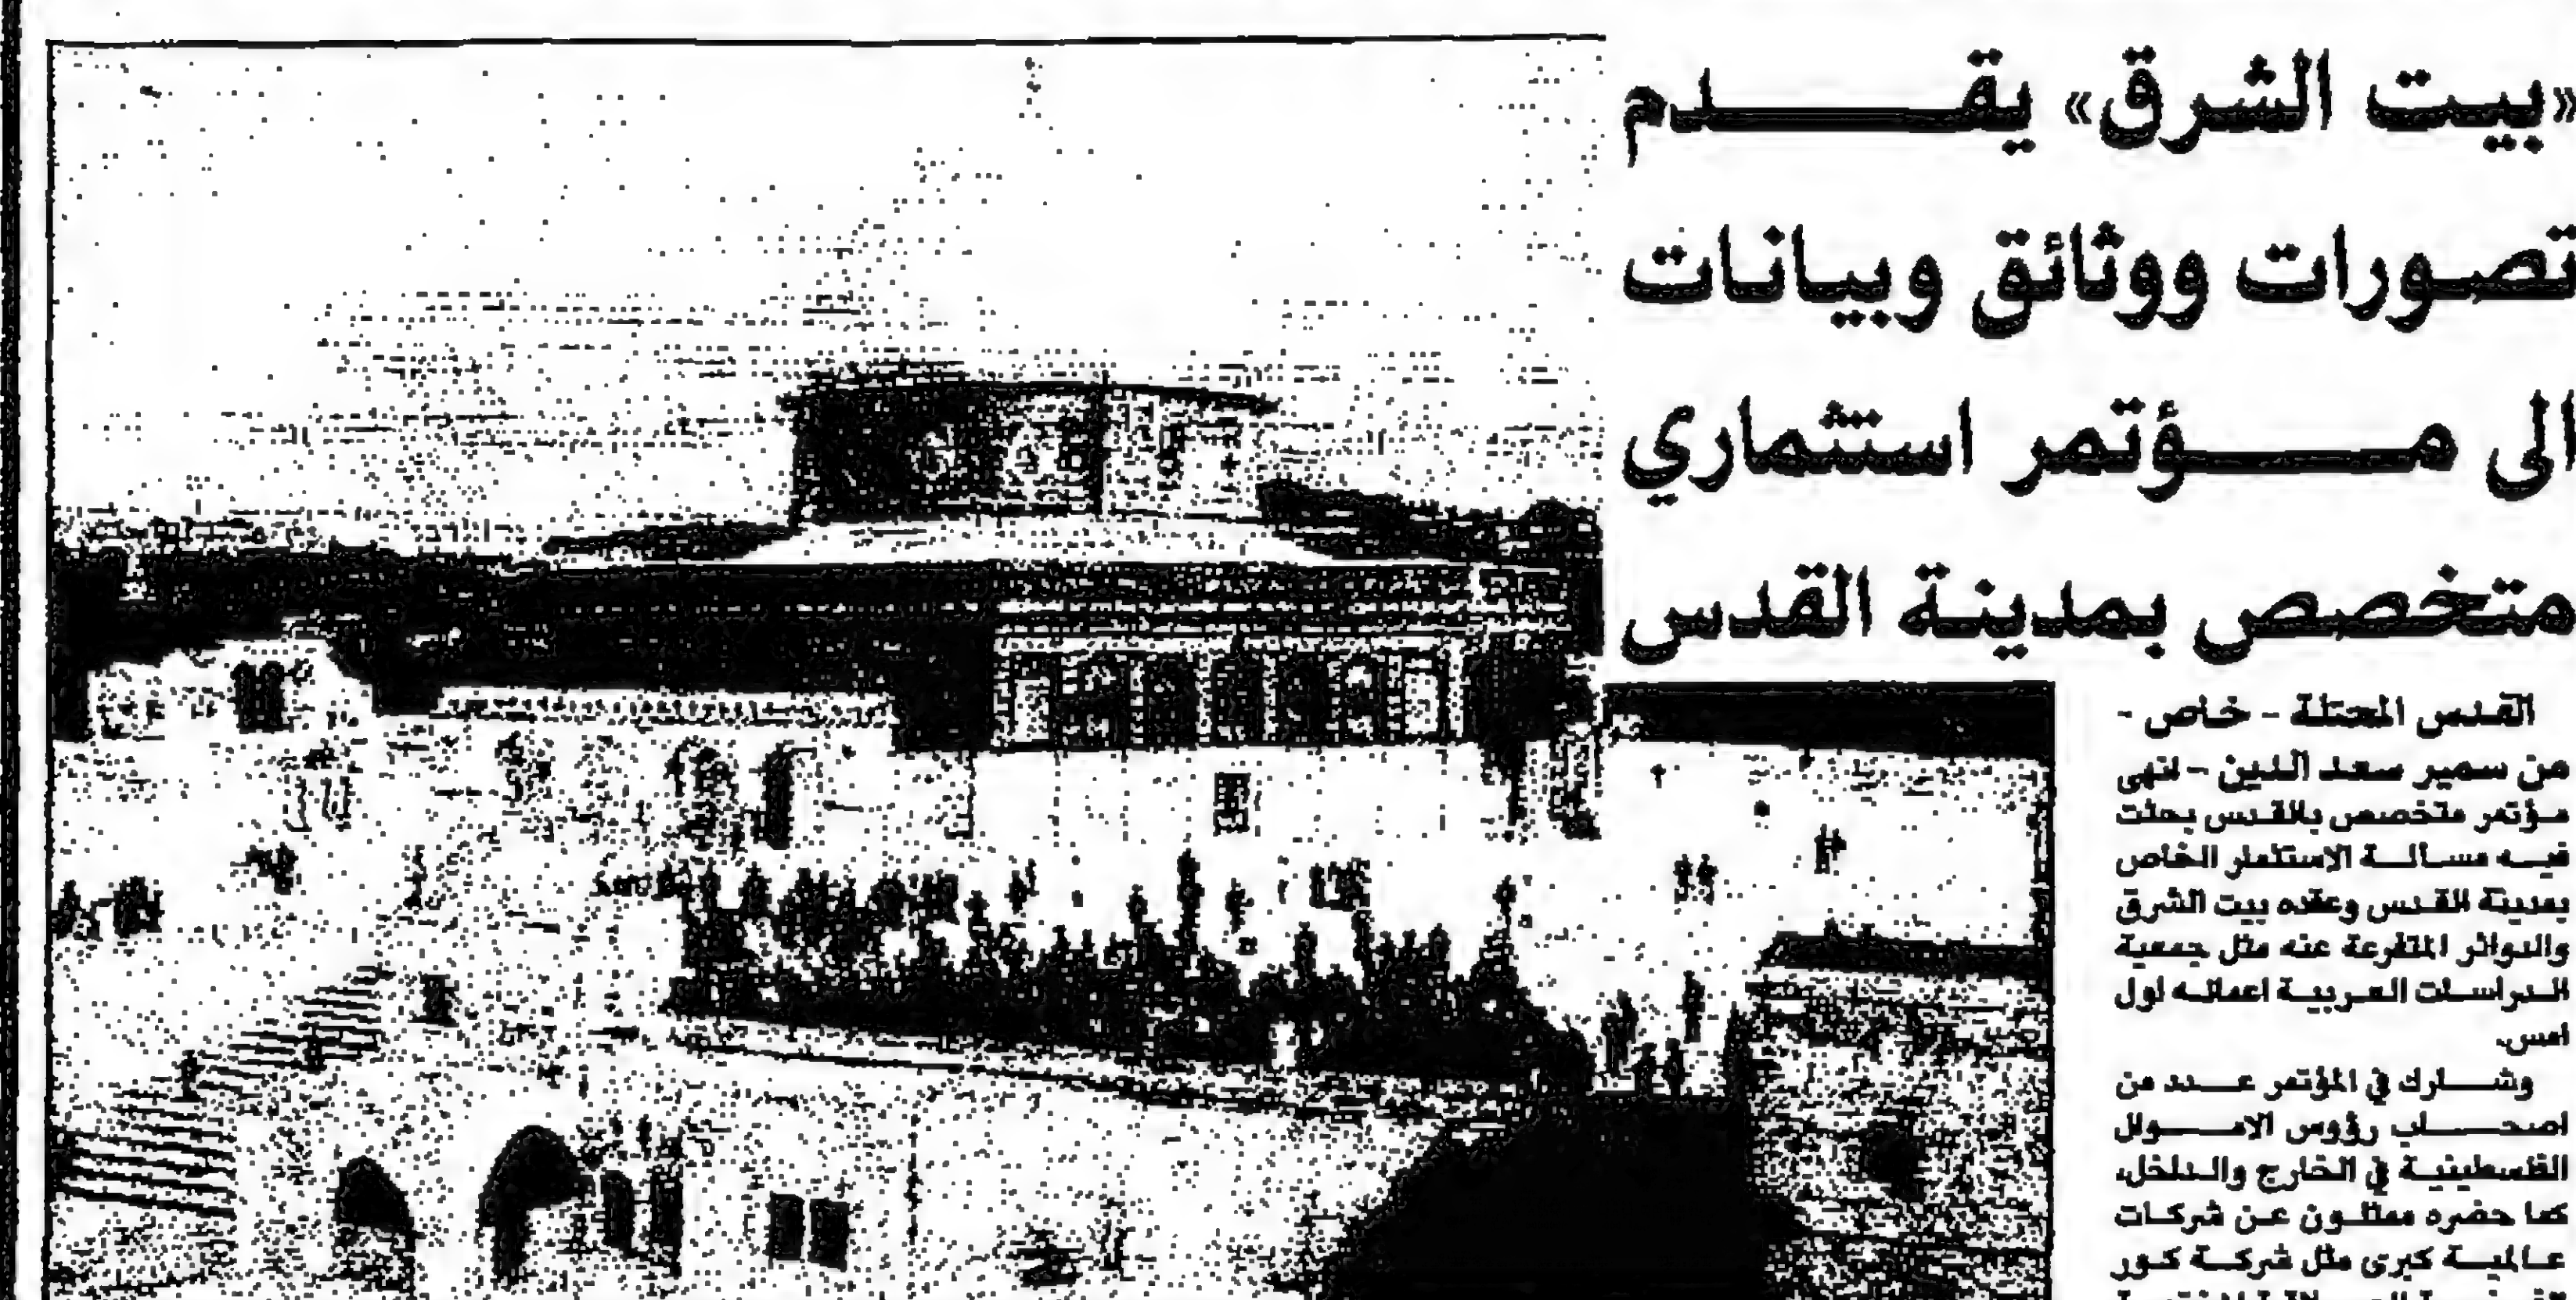 «بيت الشرق» يقدم
تصورات ووثائق وبيانات
الى مؤتمر استثماري
متخصص بمدينة القدس
القدس المحتلة - خاص -
من سمير سعد الدين - انهى
مؤتمر متخصص بالقدس بحثت
فيه مسألة الاستثمار الخاص
بمدينة القدس وعقده بيت الشرق
والدوائر المتفرعة عنه مثل جمعية
الدراسات العربية اعماله اول
امس.
وشارك في المؤتمر عدد من
اصحاب رؤوس الاموال
الفلسطينية في الخارج والداخل،
كما حضره ممثلون عن شركات
عالمية كبرى مثل شركة كور